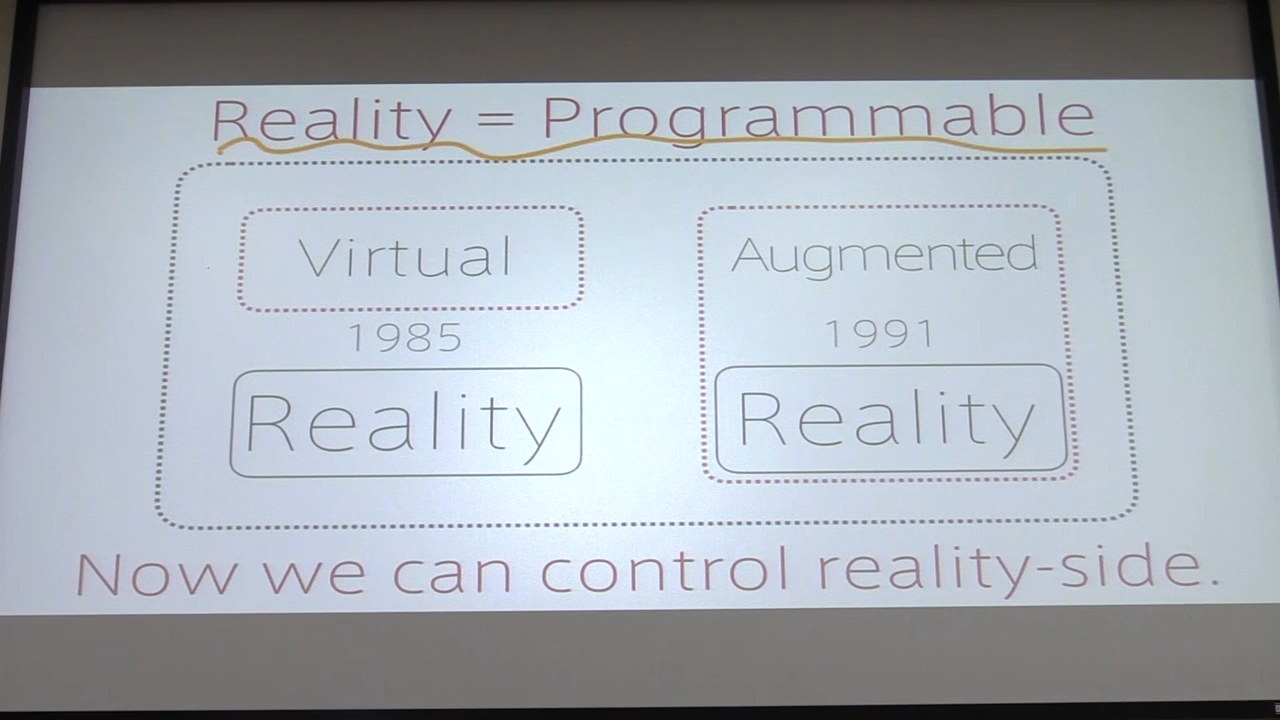 Reality = Programmable
Virtual
1985
Reality
Augmented
1991
Reality
Now we can control reality-side.